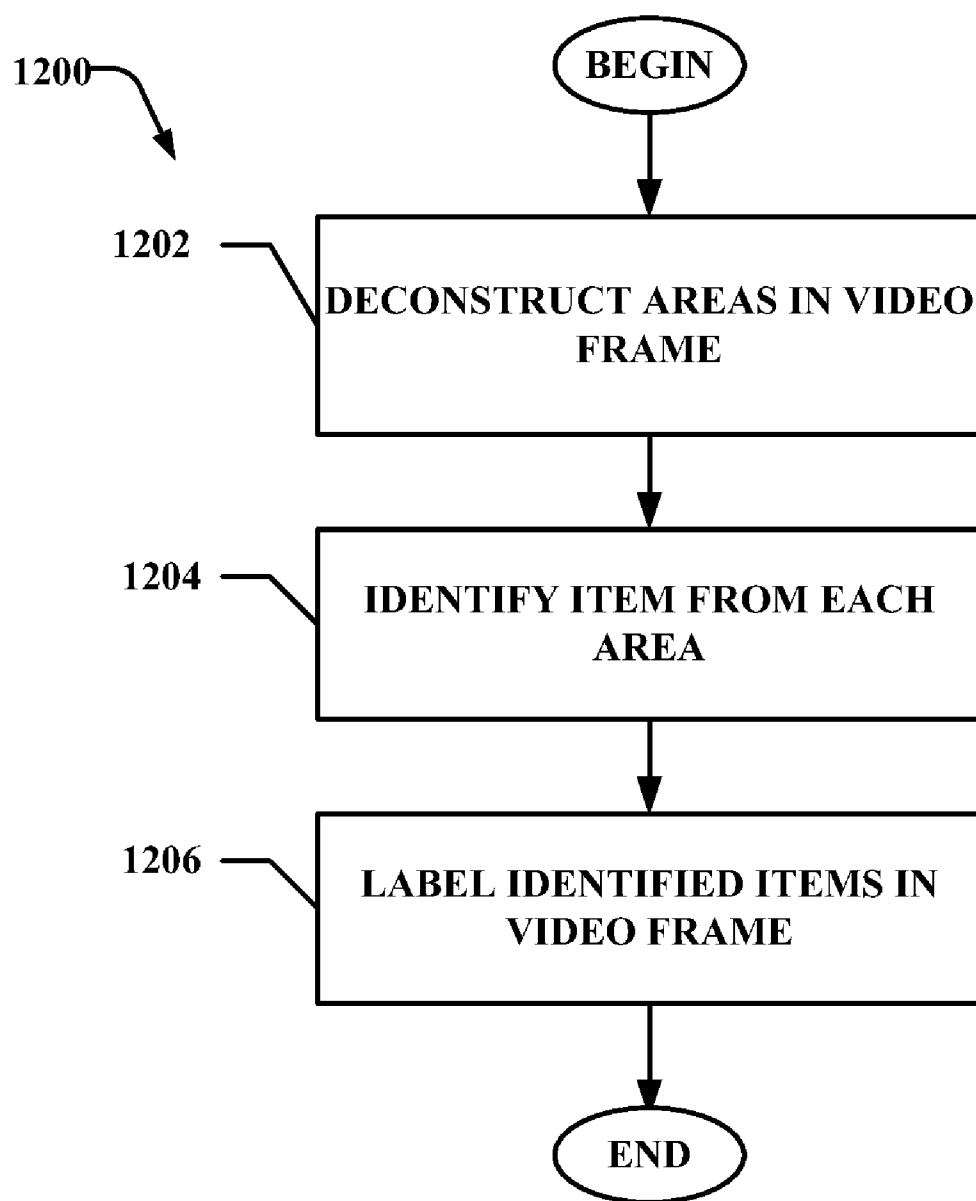 1200
BEGIN
1202
DECONSTRUCT AREAS IN VIDEO
FRAME
1204
IDENTIFY ITEM FROM EACH
AREA
1206
LABEL IDENTIFIED ITEMS IN
VIDEO FRAME
END